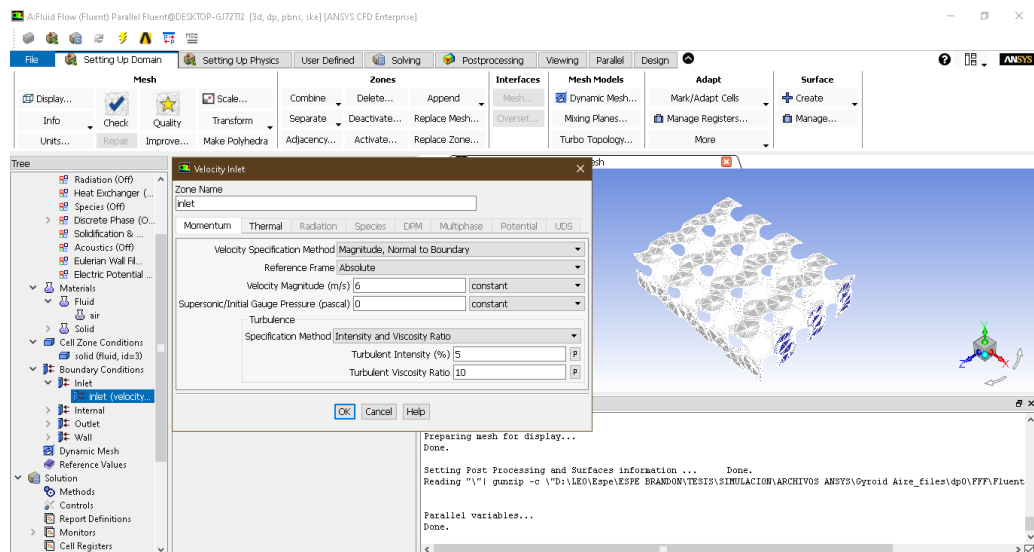 A:Fluid Flow (Fluent) Parallel Fluent@DESKTOP-GJ72TI2 [3d, dp, pbns, ske] [ANSYS CFD Enterprise]
File Setting Up Domain Setting Up Physics User Defined Solving Postprocessing Viewing Parallel Design ANSYS
Mesh Zones Interfaces Mesh Models Adapt Surface
Display... Scale... Combine Delete... Append Mesh... Dynamic Mesh... Mark/Adapt Cells Create
Info Check Quality Transform Separate Deactivate... Replace Mesh... Overset... Mixing Planes... Manage Registers... Manage...
Units... Repair Improve... Make Polyhedra Adjacency... Activate... Replace Zone... Turbo Topology... More
Tree
Radiation (Off)
Heat Exchanger (...
Species (Off)
Discrete Phase (O...
Solidification & ...
Acoustics (Off)
Eulerian Wall Fil...
Electric Potential ...
Materials
Fluid
air
Solid
Cell Zone Conditions
solid (fluid, id=3)
Boundary Conditions
Inlet
inlet (velocity...
Internal
Outlet
Wall
Dynamic Mesh
Reference Values
Solution
Methods
Controls
Report Definitions
Monitors
Cell Registers
Velocity Inlet
Zone Name
inlet
Momentum Thermal Radiation Species DPM Multiphase Potential UDS
Velocity Specification Method Magnitude, Normal to Boundary
Reference Frame Absolute
Velocity Magnitude (m/s) 6 constant
Supersonic/Initial Gauge Pressure (pascal) 0 constant
Turbulence
Specification Method Intensity and Viscosity Ratio
Turbulent Intensity (%) 5 P
Turbulent Viscosity Ratio 10 P
OK Cancel Help
Y
Z X
Preparing mesh for display...
Done.
Setting Post Processing and Surfaces information ... Done.
Reading "\"| gunzip -c \"D:\LEO\Espe\ESPE BRANDON\TESIS\SIMULACION\ARCHIVOS ANSYS\Gyroid Aire_files\dp0\FFF\Fluent
Parallel variables...
Done.